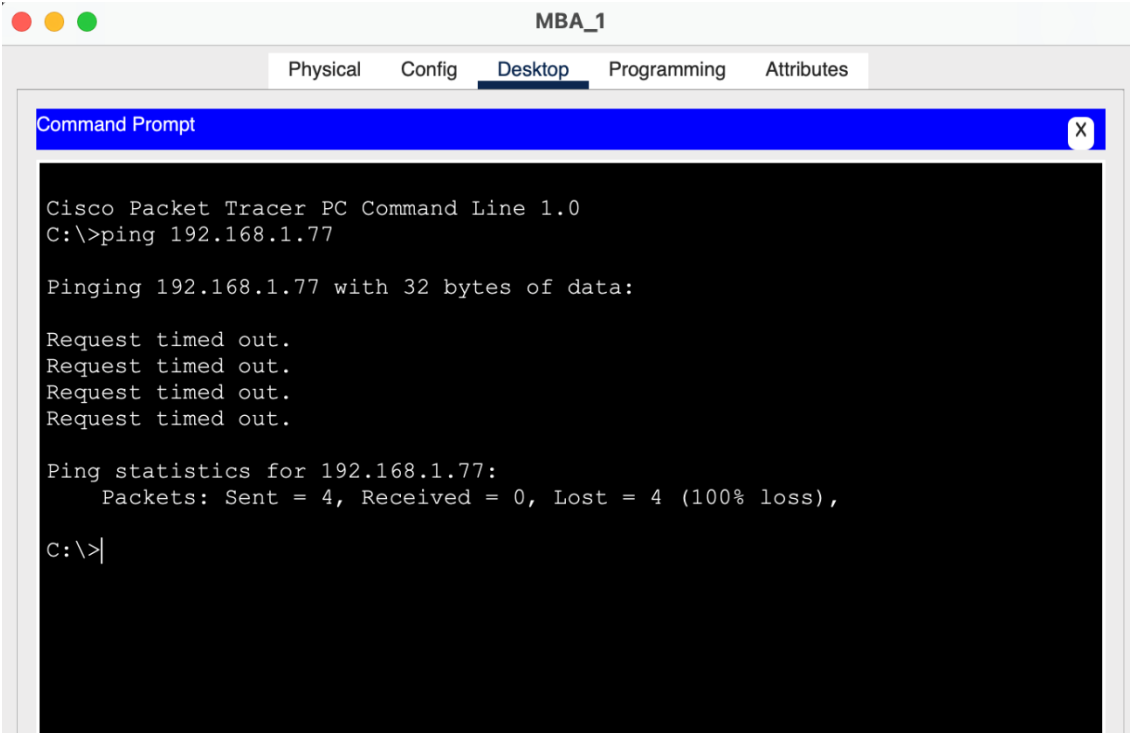 MBA_1
Physical Config Desktop Programming Attributes
Command Prompt
X
Cisco Packet Tracer PC Command Line 1.0
C:\>ping 192.168.1.77
Pinging 192.168.1.77 with 32 bytes of data:
Request timed out.
Request timed out.
Request timed out.
Request timed out.
Ping statistics for 192.168.1.77:
    Packets: Sent = 4, Received = 0, Lost = 4 (100% loss),
C:\>